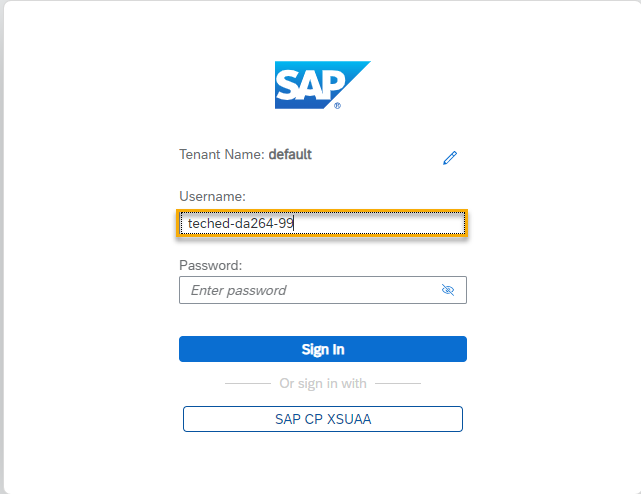 SAP®
Tenant Name: default
Username:
teched-da264-99
Password:
Enter password
Sign In
Or sign in with
SAP CP XSUAA